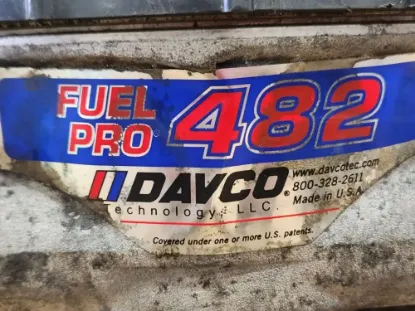 FUEL
PRO 482
DAVCO® www.davcotec.com
800-328-2611
Technology, LLC. Made in U.S.A.
Covered under one or more U.S. patents.